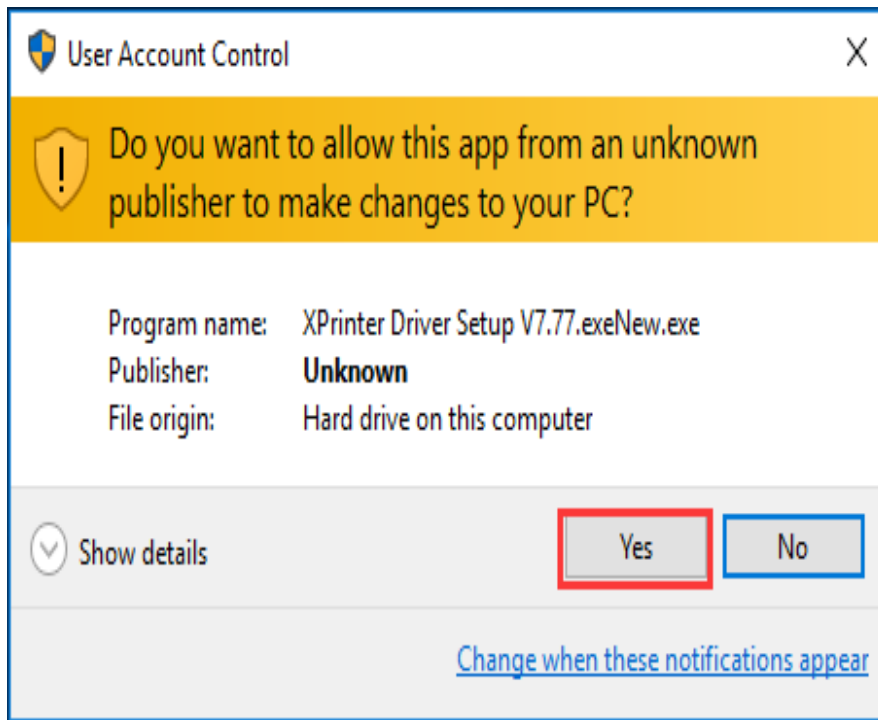 User Account Control
Do you want to allow this app from an unknown
publisher to make changes to your PC?
Program name: XPrinter Driver Setup V7.77.exeNew.exe
Publisher: Unknown
File origin: Hard drive on this computer
Show details
Yes No
Change when these notifications appear